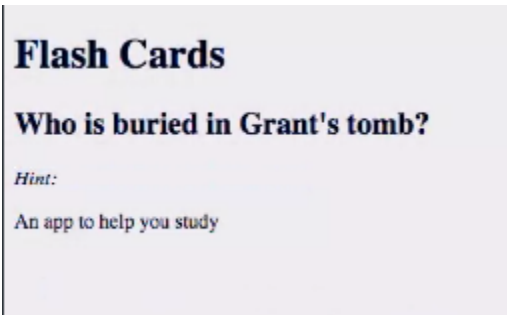 Flash Cards
Who is buried in Grant's tomb?
Hint:
An app to help you study